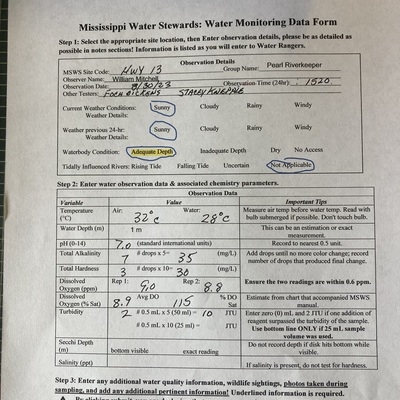 Mississippi Water Stewards: Water Monitoring Data Form
Step 1: Select the appropriate site location, then Enter observation details, please be as detailed as
possible in notes sections! Information is listed as you will enter to Water Rangers.
Observation Details
MSWS Site Code: HWY 13 Group Name: Pearl Riverkeeper
Observer Name: William Mitchell
Observation Date: 8/30/23 Observation Time (24hr): 1520
Other Testers:
Current Weather Conditions: Sunny Cloudy Rainy Windy
Weather Details:
Weather previous 24-hr: Sunny Cloudy Rainy Windy
Weather Details:
Waterbody Condition: Adequate Depth Inadequate Depth Dry No Access
Tidally Influenced Rivers: Rising Tide Falling Tide Uncertain Not Applicable
Step 2: Enter water observation data & associated chemistry parameters.
Observation Data
Variable Value Important Tips
Temperature (°C) Air: 32°c Water: 28°c Measure air temp before water temp. Read with
bulb submerged if possible. Don't touch bulb.
Water Depth (m) 1 m This can be an estimation or exact
measurement.
pH (0-14) 7.0 (standard international units) Record to nearest 0.5 unit.
Total Alkalinity 7 # drops x 5= 35 (mg/L) Add drops until no more color change; record
number of drops that produced final change.
Total Hardness 3 # drops x 10= 30 (mg/L)
Dissolved Oxygen (ppm) Rep 1: 9.0 Rep 2: 8.8 Ensure the two readings are within 0.6 ppm.
Dissolved Oxygen (% Sat) 8.9 Avg DO 115 % DO Sat Estimate from chart that accompanied MSWS
manual.
Turbidity 2 # 0.5 mL x 5 (50 ml) = 10 JTU Enter zero (0) mL and 2 JTU if one addition of
reagent surpassed the turbidity of the sample.
# 0.5 mL x 10 (25 ml) = JTU Use bottom line ONLY if 25 mL sample
volume was used.
Secchi Depth (m) bottom visible exact reading Do not record depth if disk hits bottom while
visible.
Salinity (ppt) If salinity is present, do not test for hardness.
Step 3: Enter any additional water quality information, wildlife sightings, photos taken during
sampling, and add any additional pertinent information! Underlined information is required.